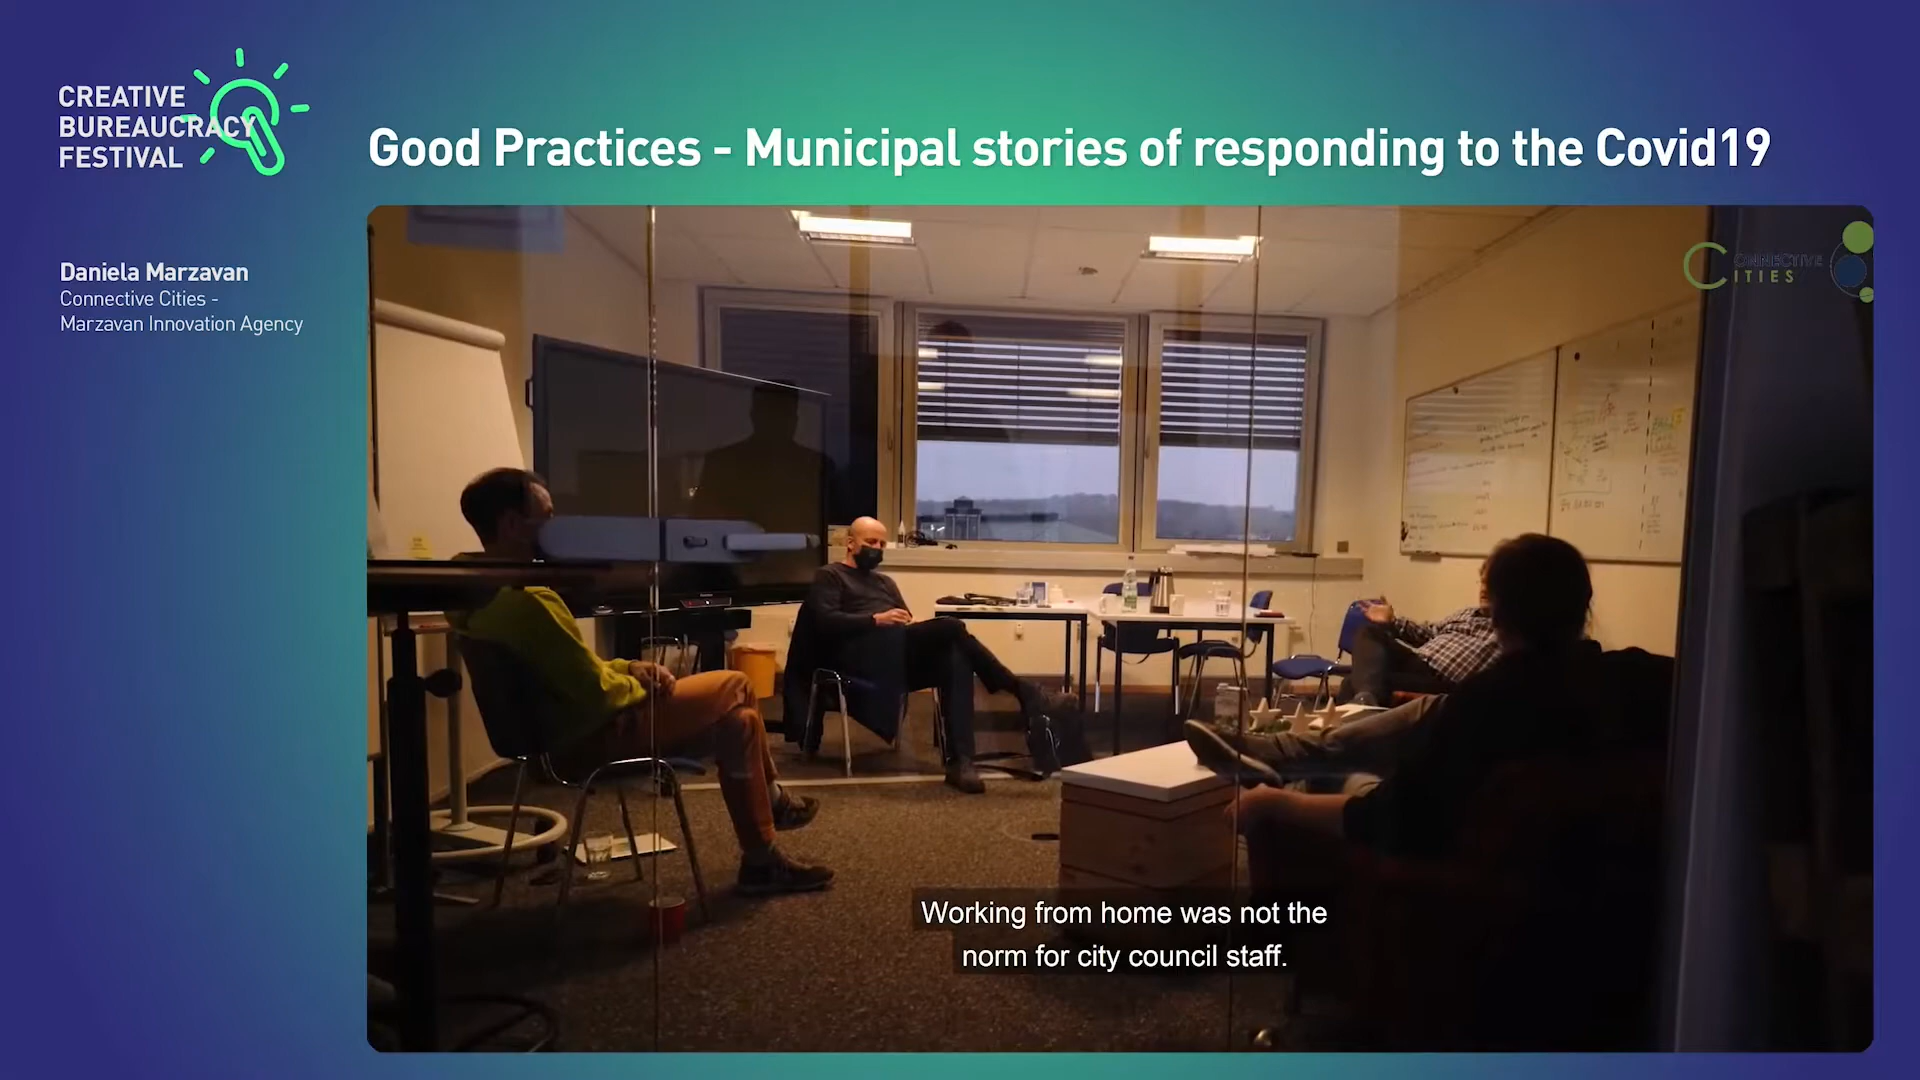 CREATIVE
BUREAUCRACY
FESTIVAL
Good Practices - Municipal stories of responding to the Covid19
Daniela Marzavan
Connective Cities -
Marzavan Innovation Agency
CONNECTIVE
CITIES
Working from home was not the
norm for city council staff.